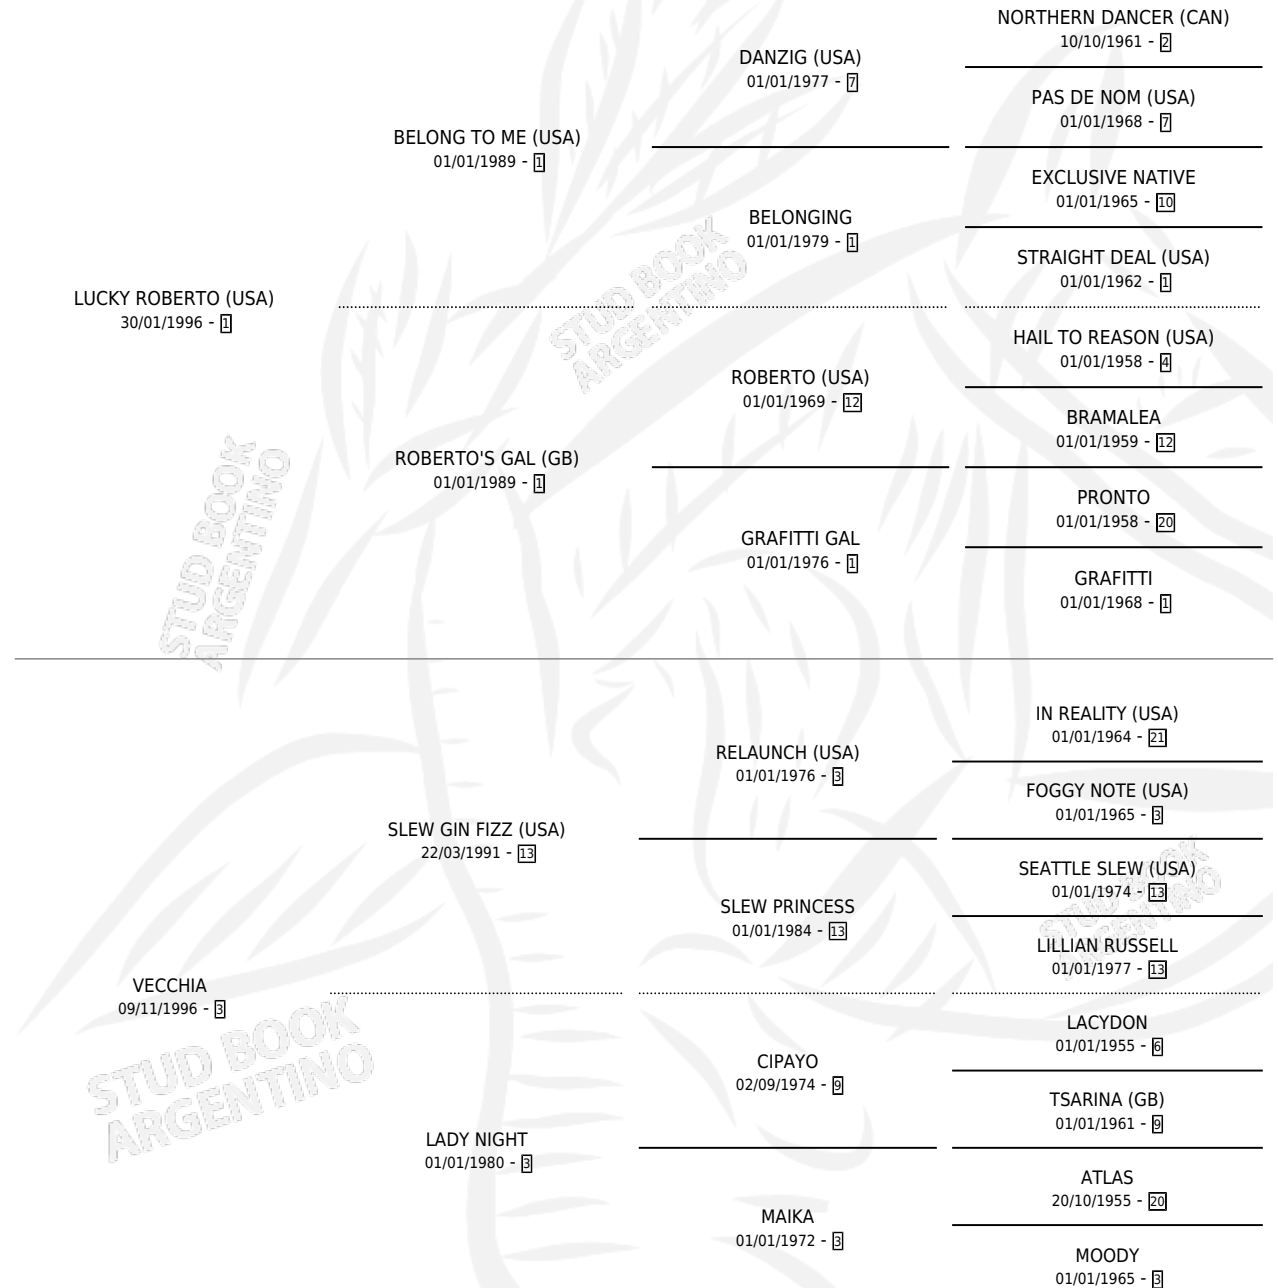 NORTHERN DANCER (CAN)
10/10/1961 - 2
DANZIG (USA)
01/01/1977 - 7
PAS DE NOM (USA)
01/01/1968 - 7
BELONG TO ME (USA)
01/01/1989 - 1
EXCLUSIVE NATIVE
01/01/1965 - 10
BELONGING
01/01/1979 - 1
STRAIGHT DEAL (USA)
01/01/1962 - 1
LUCKY ROBERTO (USA)
30/01/1996 - 1
STUD BOOK
ARGENTINO
HAIL TO REASON (USA)
01/01/1958 - 4
ROBERTO (USA)
01/01/1969 - 12
BRAMALEA
01/01/1959 - 12
ROBERTO'S GAL (GB)
01/01/1989 - 1
PRONTO
01/01/1958 - 20
GRAFITTI GAL
01/01/1976 - 1
GRAFITTI
01/01/1968 - 1
STUD BOOK
ARGENTINO
IN REALITY (USA)
01/01/1964 - 21
RELAUNCH (USA)
01/01/1976 - 3
FOGGY NOTE (USA)
01/01/1965 - 3
SLEW GIN FIZZ (USA)
22/03/1991 - 13
SEATTLE SLEW (USA)
01/01/1974 - 13
SLEW PRINCESS
01/01/1984 - 13
LILLIAN RUSSELL
01/01/1977 - 13
STUD BOOK
ARGENTINO
VECCHIA
09/11/1996 - 3
LACYDON
01/01/1955 - 6
CIPAYO
02/09/1974 - 9
TSARINA (GB)
01/01/1961 - 9
STUD BOOK
ARGENTINO
LADY NIGHT
01/01/1980 - 3
ATLAS
20/10/1955 - 20
MAIKA
01/01/1972 - 3
MOODY
01/01/1965 - 3